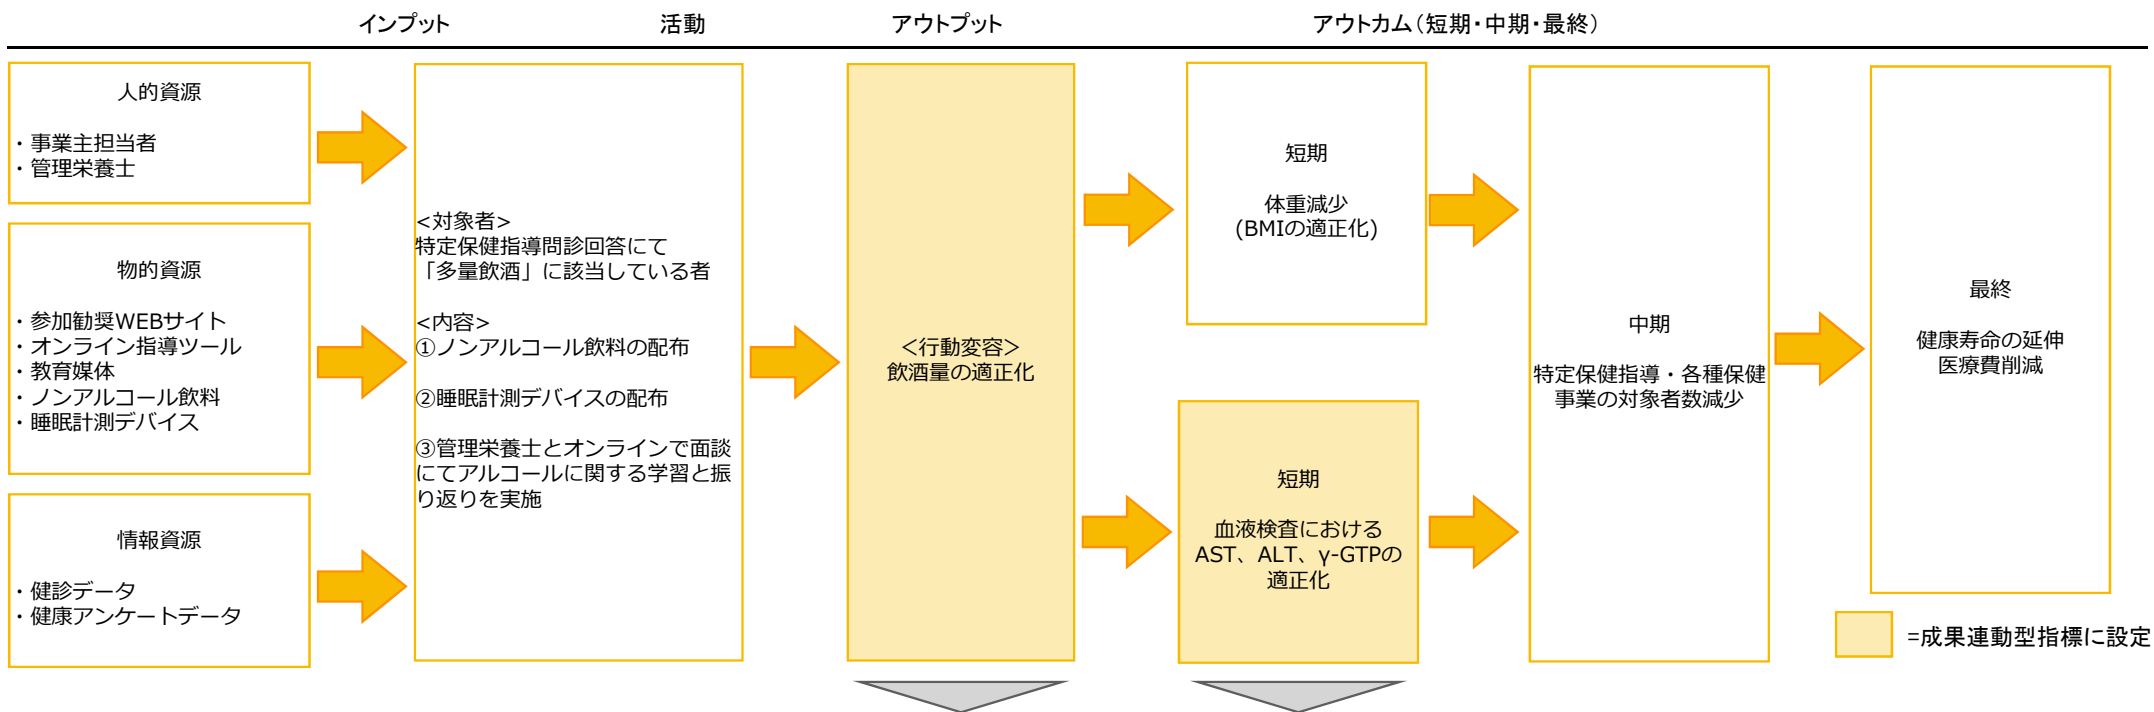 インプット
活動
アウトプット
アウトカム（短期・中期・最終）
人的資源
・事業主担当者
・管理栄養士
物的資源
・参加勧奨WEBサイト
・オンライン指導ツール
・教育媒体
・ノンアルコール飲料
・睡眠計測デバイス
情報資源
・健診データ
・健康アンケートデータ
<対象者>
特定保健指導問診回答にて
「多量飲酒」に該当している者
<内容>
①ノンアルコール飲料の配布
②睡眠計測デバイスの配布
③管理栄養士とオンラインで面談
にてアルコールに関する学習と振
り返りを実施
＜行動変容＞
飲酒量の適正化
短期
体重減少
(BMIの適正化)
短期
血液検査における
AST、ALT、γ-GTPの
適正化
中期
特定保健指導・各種保健
事業の対象者数減少
最終
健康寿命の延伸
医療費削減
=成果連動型指標に設定